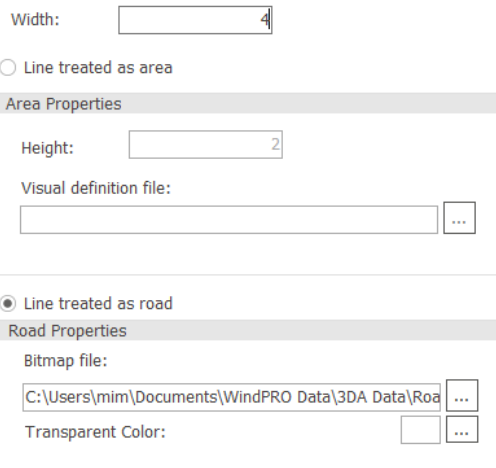 Width: 4
Line treated as area
Area Properties
Height: 2
Visual definition file:
...
Line treated as road
Road Properties
Bitmap file:
C:\Users\mim\Documents\WindPRO Data\3DA Data\Roa ...
Transparent Color: ...